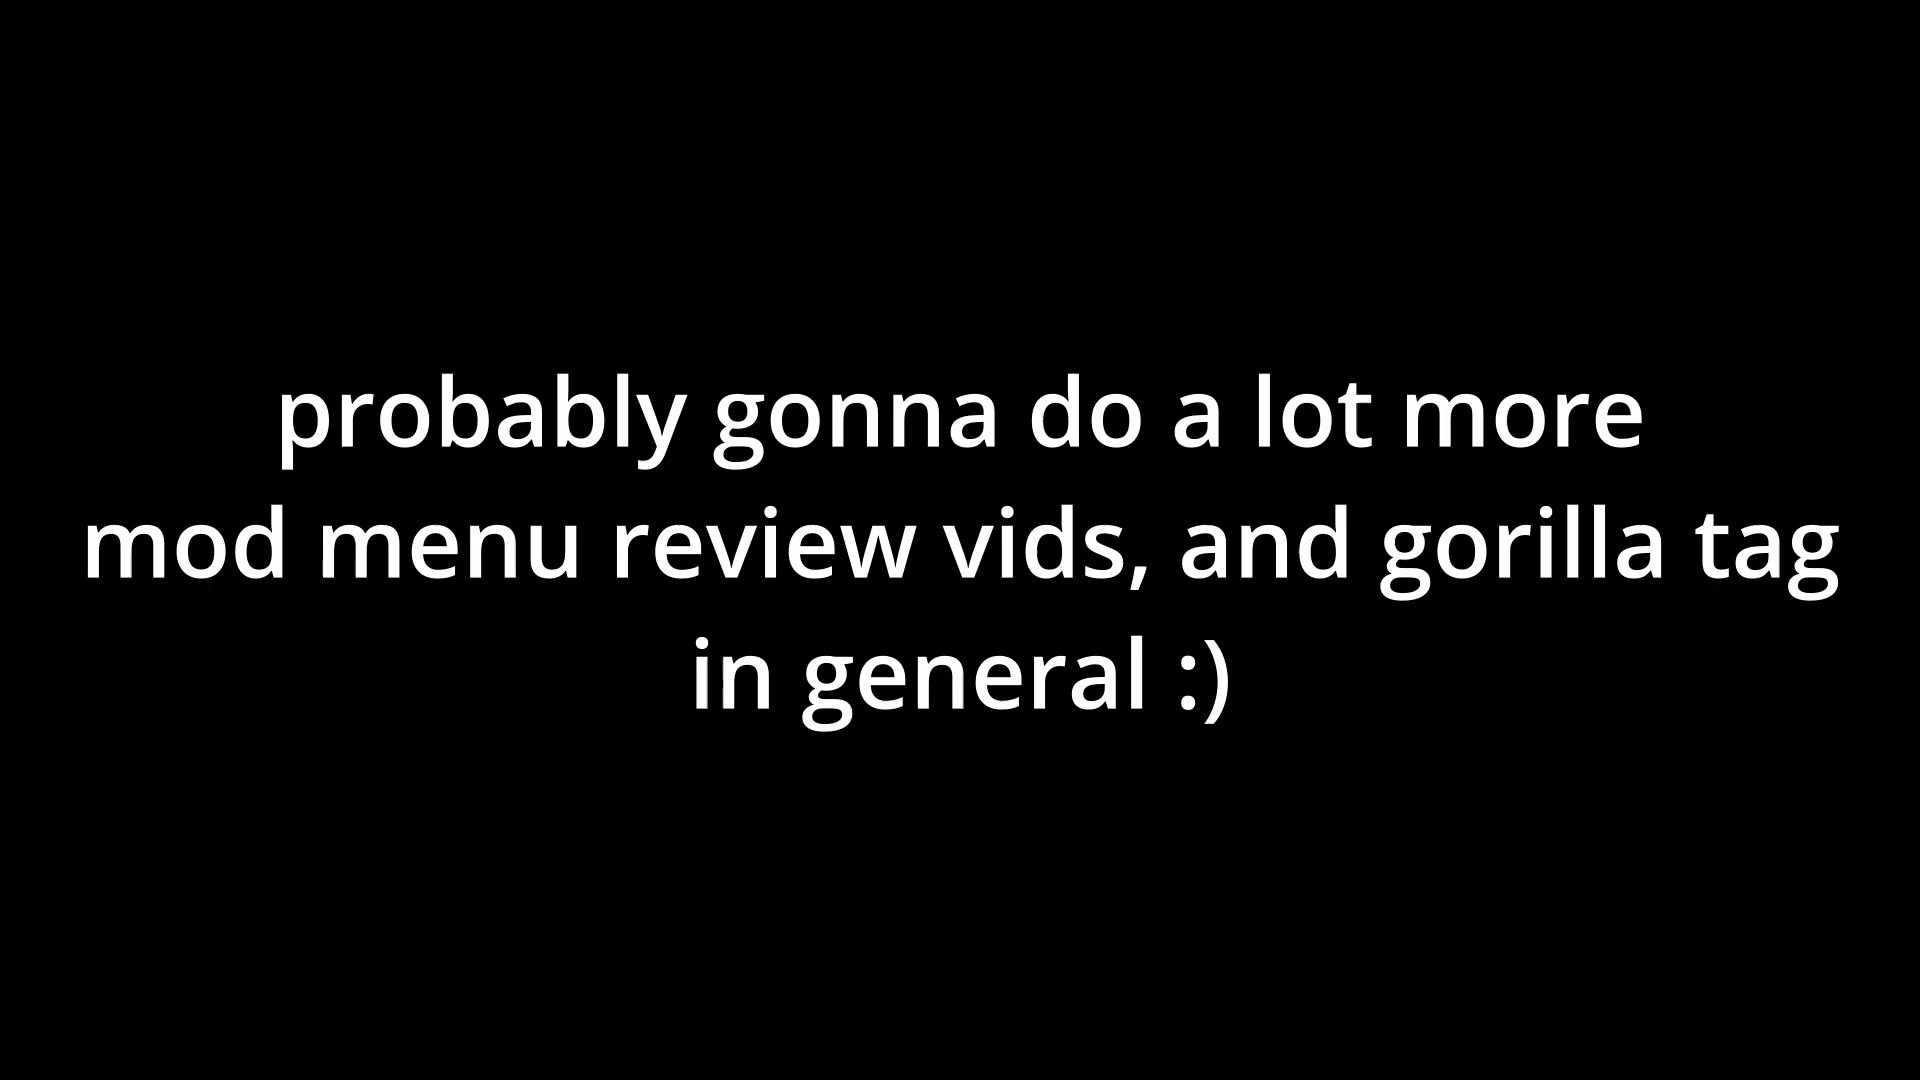 probably gonna do a lot more
mod menu review vids, and gorilla tag
in general :)